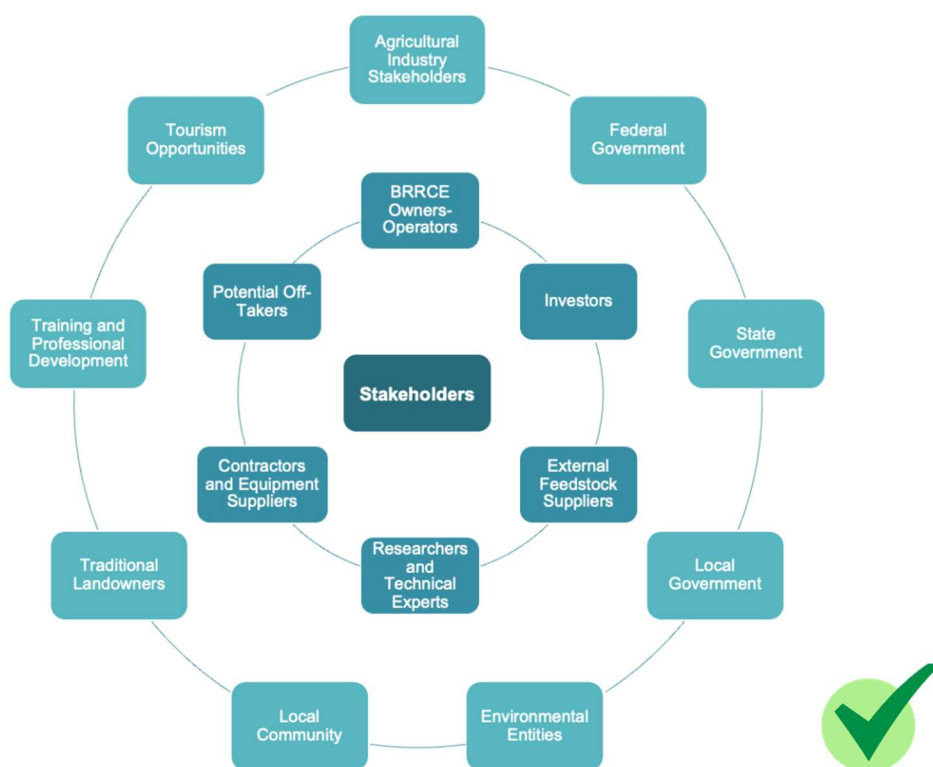 Agricultural
Industry
Stakeholders
Tourism
Opportunities
Federal
Government
BRRCE
Owners-
Operators
Potential Off-
Takers
Investors
Training and
Professional
Development
State
Government
Stakeholders
Contractors
and Equipment
Suppliers
External
Feedstock
Suppliers
Researchers
and
Technical
Experts
Traditional
Landowners
Local
Government
Local
Community
Environmental
Entities